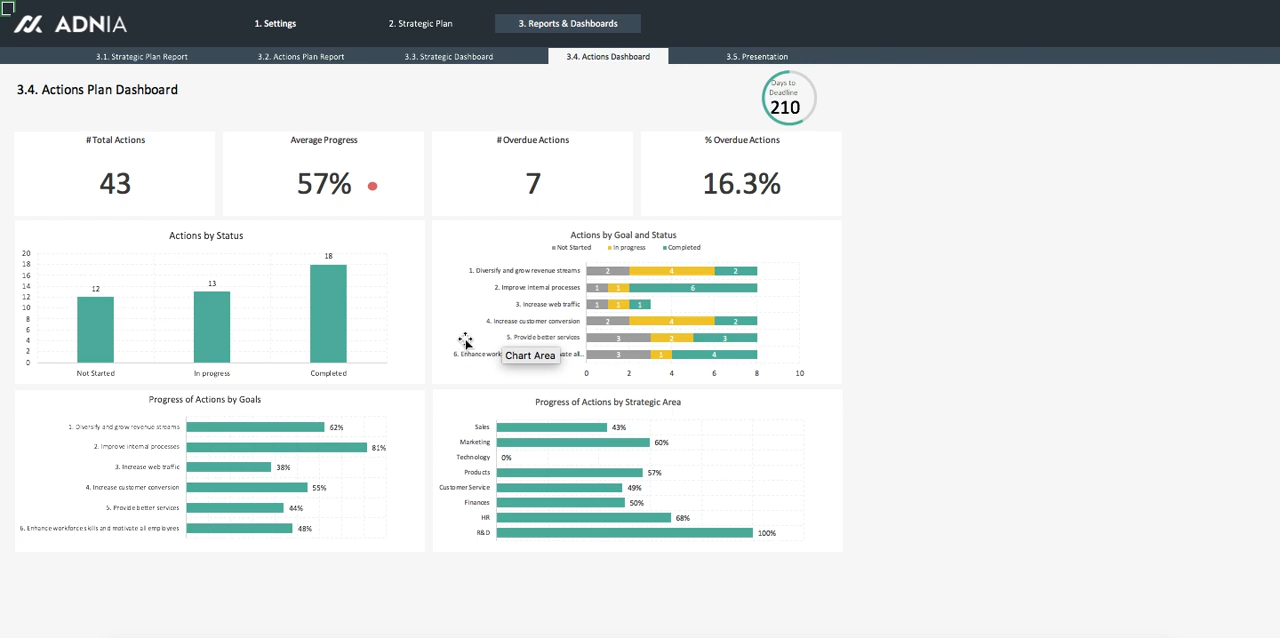 ADNIA
1. Settings
2. Strategic Plan
3. Reports & Dashboards
3.1. Strategic Plan Report
3.2. Actions Plan Report
3.3. Strategic Dashboard
3.4. Actions Dashboard
3.5. Presentation
3.4. Actions Plan Dashboard
Days to
Deadline
210
# Total Actions
43
Average Progress
57%
# Overdue Actions
7
% Overdue Actions
16.3%
Actions by Status
20
18
16
14
12
10
8
6
4
2
0
12
13
18
Not Started
In progress
Completed
Actions by Goal and Status
Not Started
In progress
Completed
1. Diversify and grow revenue streams
2 4 2
2. Improve internal processes
1 1 6
3. Increase web traffic
1 1 1
4. Increase customer conversion
2 4 2
5. Provide better services
3 2 3
6. Enhance work
ate all...
3 1 4
Chart Area
0 2 4 6 8 10
Progress of Actions by Goals
1. Diversify and grow revenue streams 62%
2. Improve internal processes 81%
3. Increase web traffic 38%
4. Increase customer conversion 55%
5. Provide better services 44%
6. Enhance workforce skills and motivate all employees 48%
Progress of Actions by Strategic Area
Sales 43%
Marketing 60%
Technology 0%
Products 57%
Customer Service 49%
Finances 50%
HR 68%
R&D 100%